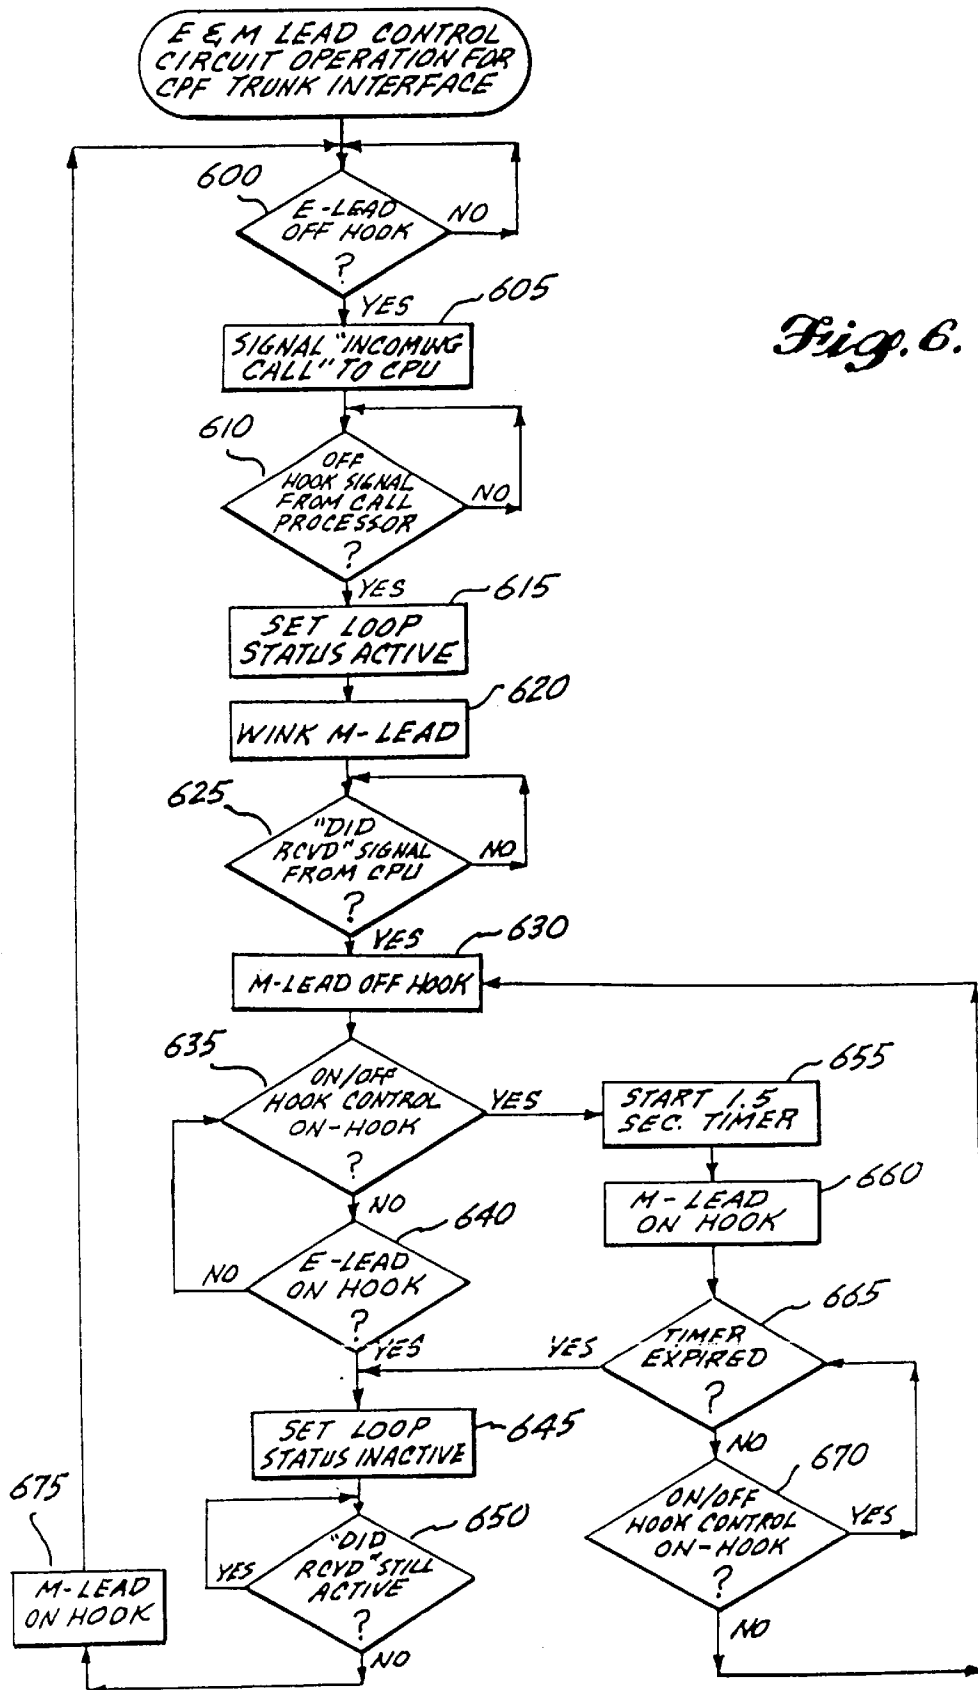 E & M LEAD CONTROL
CIRCUIT OPERATION FOR
CPF TRUNK INTERFACE
600
E-LEAD
OFF HOOK
?
NO
YES
605
SIGNAL "INCOMING
CALL" TO CPU
Fig. 6.
610
OFF
HOOK SIGNAL
FROM CALL
PROCESSOR
?
NO
YES
615
SET LOOP
STATUS ACTIVE
620
WINK M-LEAD
625
"DID
RCVD" SIGNAL
FROM CPU
?
NO
YES
630
M-LEAD OFF HOOK
635
ON/OFF
HOOK CONTROL
ON-HOOK
?
YES
NO
655
START 1.5
SEC. TIMER
660
M-LEAD
ON HOOK
640
E-LEAD
ON HOOK
?
NO
YES
665
TIMER
EXPIRED
?
YES
NO
645
SET LOOP
STATUS INACTIVE
670
ON/OFF
HOOK CONTROL
ON-HOOK
?
YES
NO
650
"DID
RCVD" STILL
ACTIVE
?
YES
NO
675
M-LEAD
ON HOOK